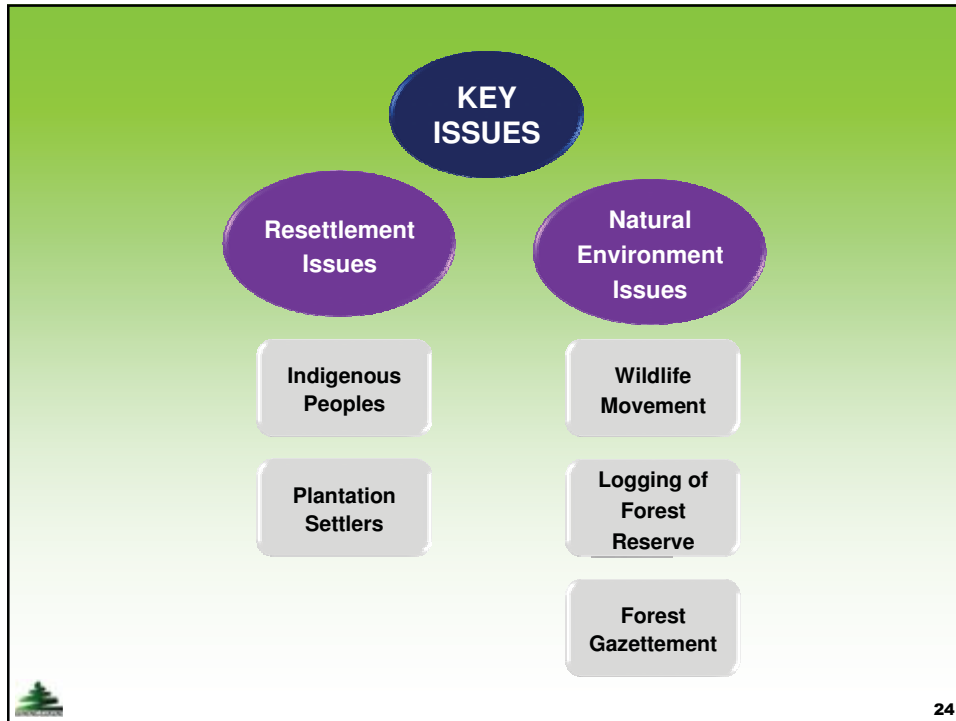 KEY
ISSUES
Resettlement
Issues
Natural
Environment
Issues
Indigenous
Peoples
Wildlife
Movement
Plantation
Settlers
Logging of
Forest
Reserve
Forest
Gazettement
24